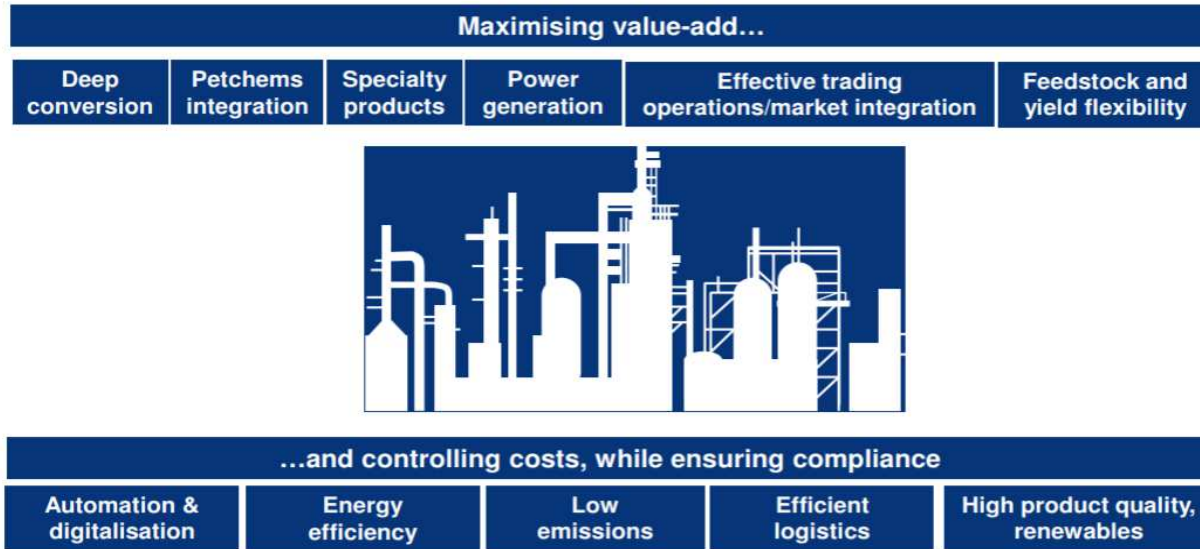 Maximising value-add...
Deep
conversion
Petchems
integration
Specialty
products
Power
generation
Effective trading
operations/market integration
Feedstock and
yield flexibility
...and controlling costs, while ensuring compliance
Automation &
digitalisation
Energy
efficiency
Low
emissions
Efficient
logistics
High product quality,
renewables